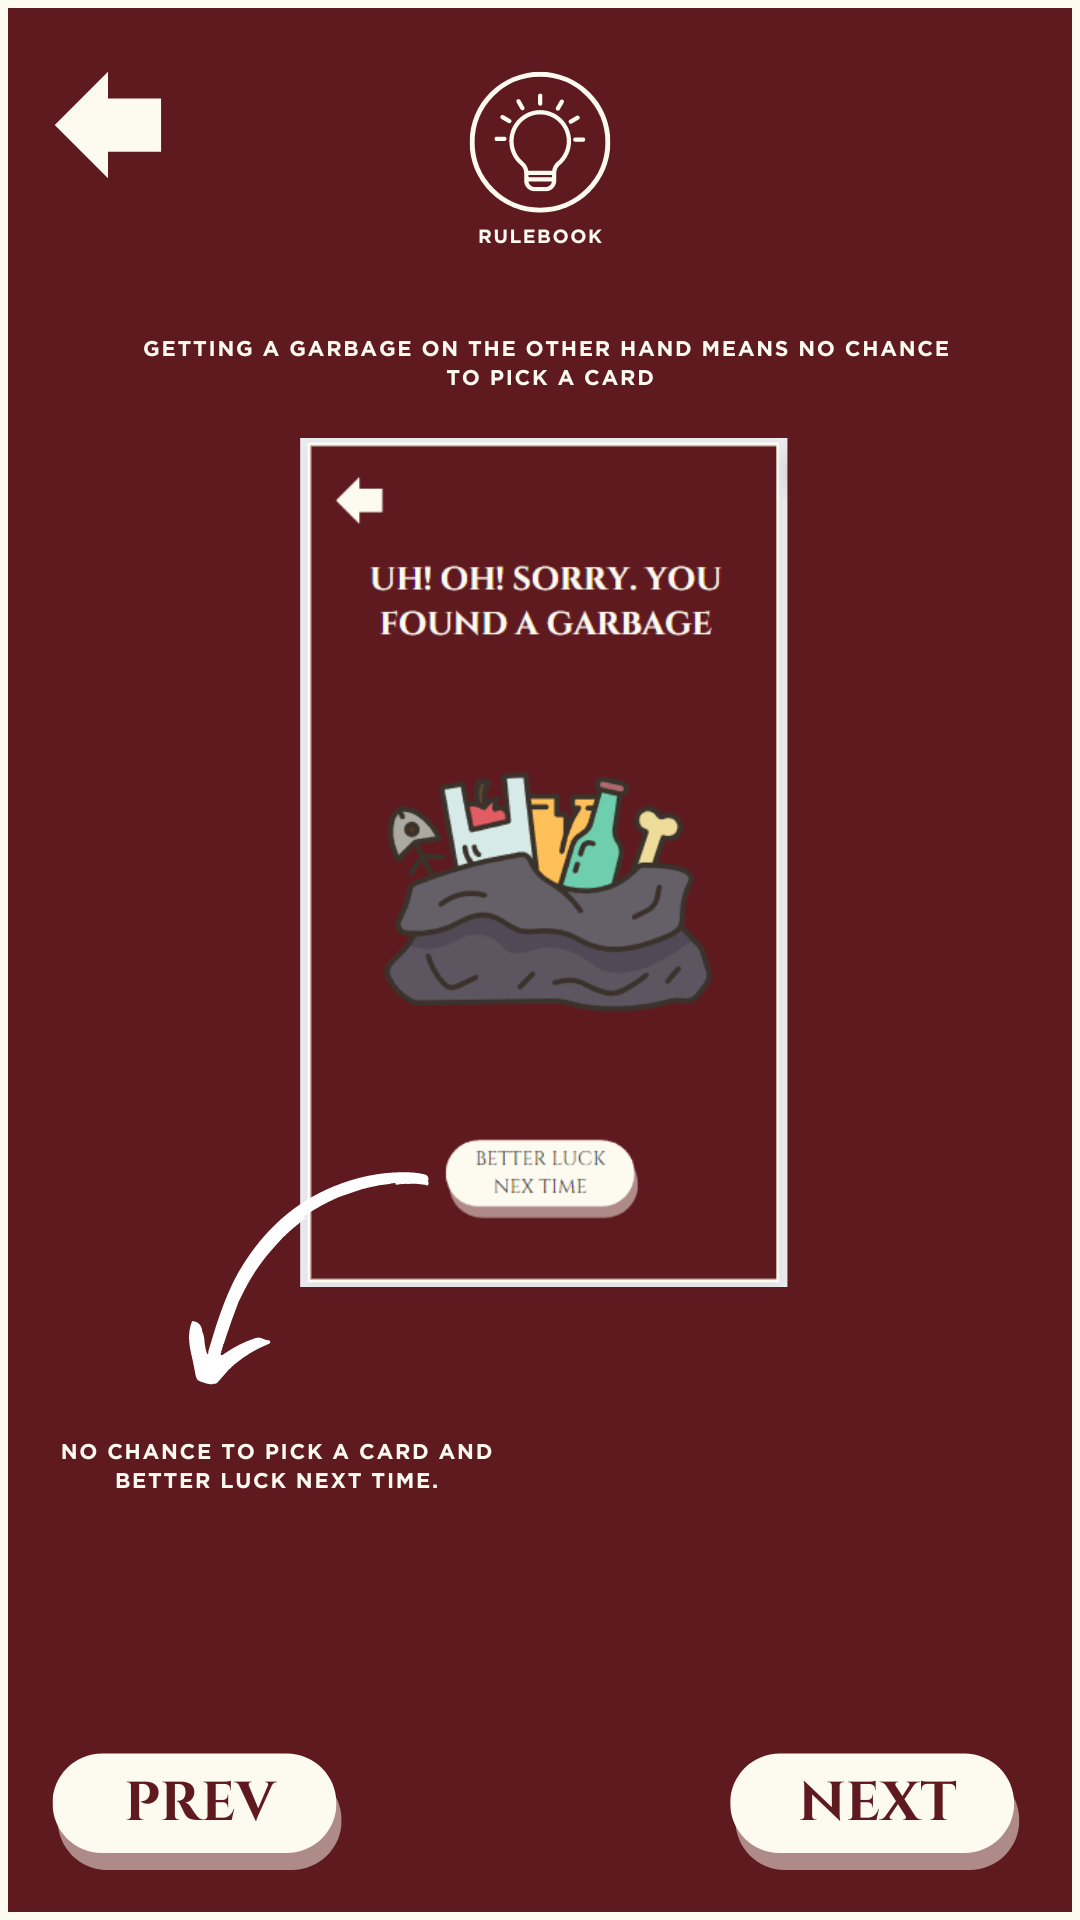 RULEBOOK
GETTING A GARBAGE ON THE OTHER HAND MEANS NO CHANCE
TO PICK A CARD
UH! OH! SORRY. YOU
FOUND A GARBAGE
BETTER LUCK
NEX TIME
NO CHANCE TO PICK A CARD AND
BETTER LUCK NEXT TIME.
PREV
NEXT